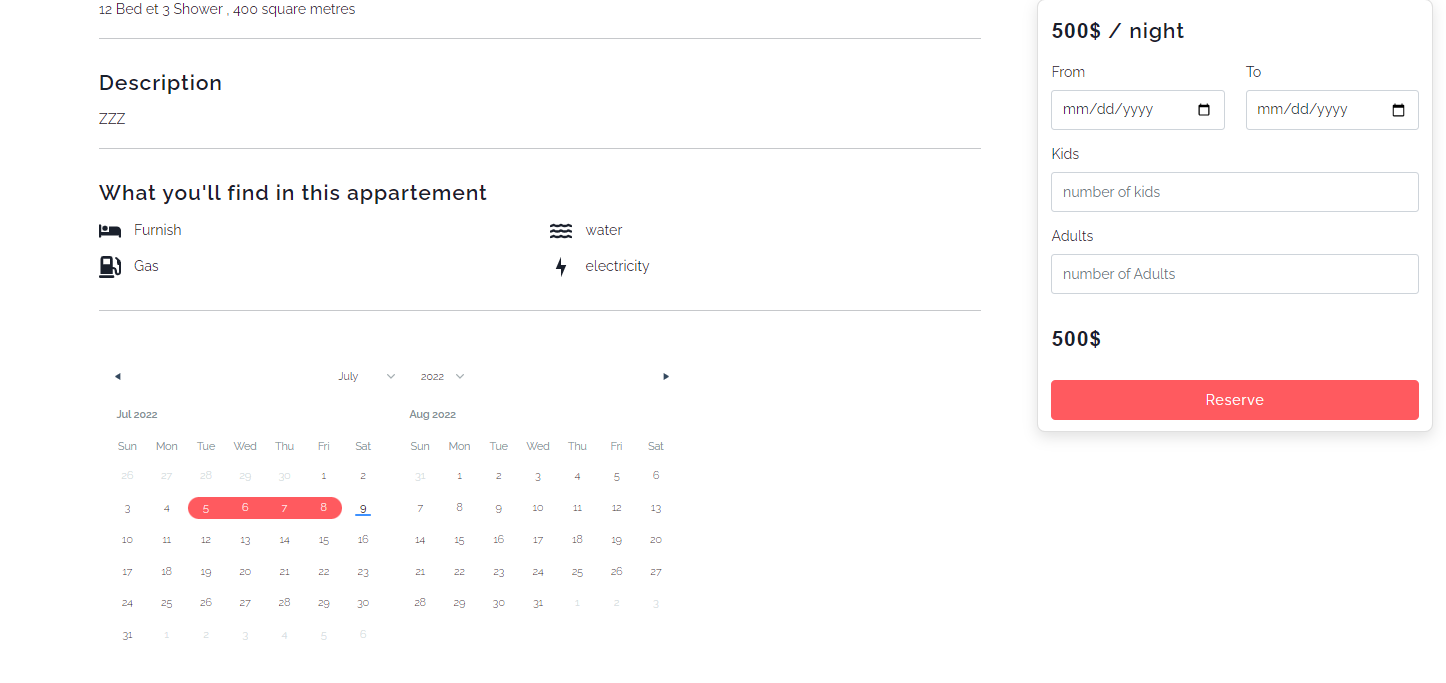 12 Bed et 3 Shower , 400 square metres
Description
ZZZ
What you'll find in this appartement
Furnish water
Gas electricity
July 2022
Jul 2022 Aug 2022
Sun Mon Tue Wed Thu Fri Sat Sun Mon Tue Wed Thu Fri Sat
26 27 28 29 30 1 2 31 1 2 3 4 5 6
3 4 5 6 7 8 9 7 8 9 10 11 12 13
10 11 12 13 14 15 16 14 15 16 17 18 19 20
17 18 19 20 21 22 23 21 22 23 24 25 26 27
24 25 26 27 28 29 30 28 29 30 31 1 2 3
31 1 2 3 4 5 6
500$ / night
From To
mm/dd/yyyy mm/dd/yyyy
Kids
number of kids
Adults
number of Adults
500$
Reserve